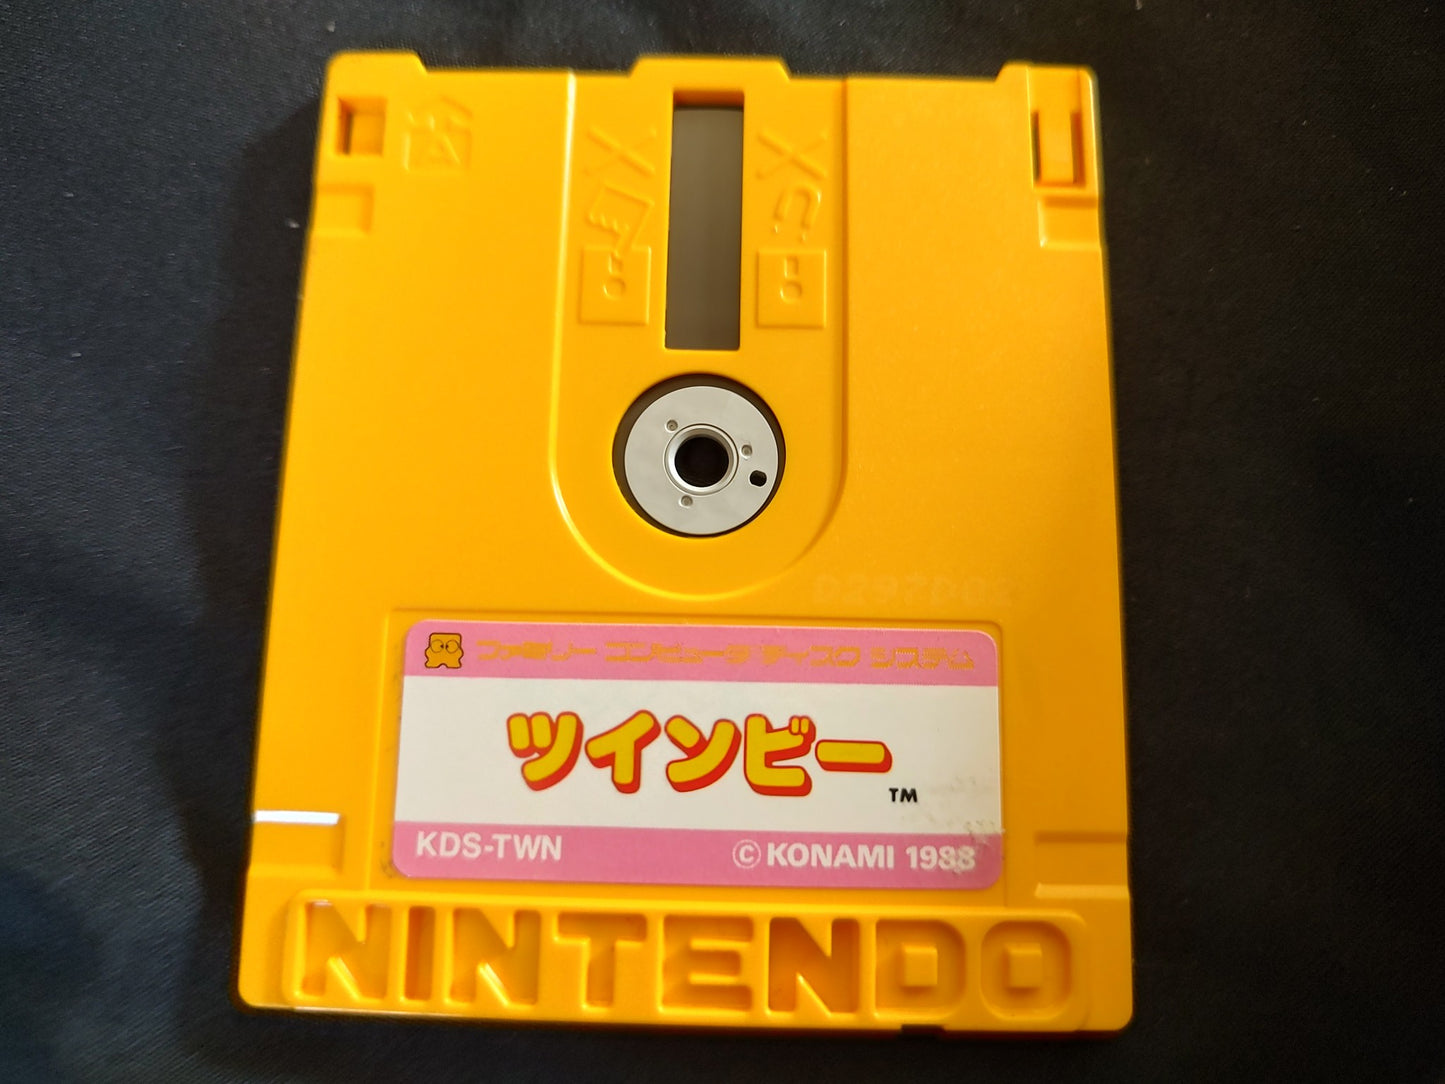 D29ZD02
ファミリー コンピュータ ディスク システム
ツインビー
TM
KDS-TWN
© KONAMI 1988
NINTENDO